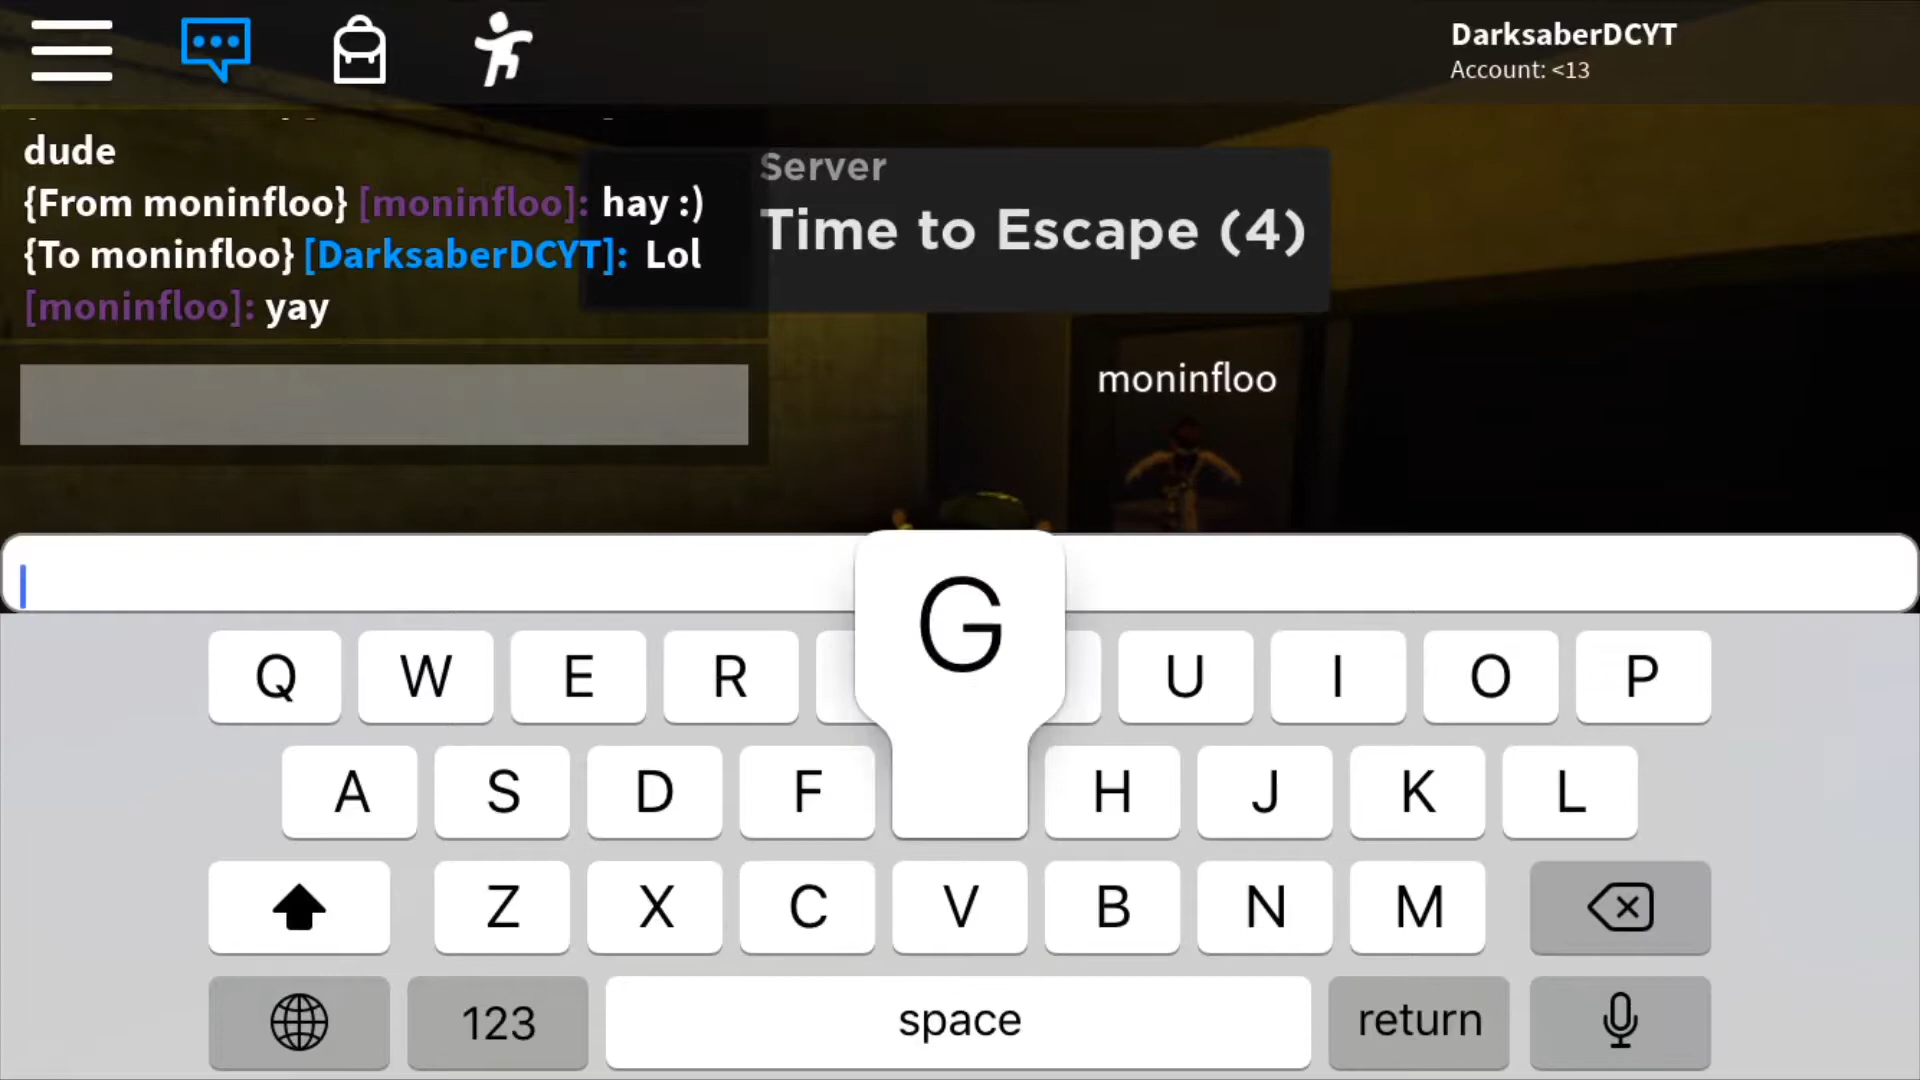 DarksaberDCYT
Account: <13
dude
{From moninfloo} [moninfloo]: hay :)
{To moninfloo} [DarksaberDCYT]: Lol
[moninfloo]: yay
Server
Time to Escape (4)
moninfloo
G
Q W E R U I O P
A S D F H J K L
Z X C V B N M
123 space return